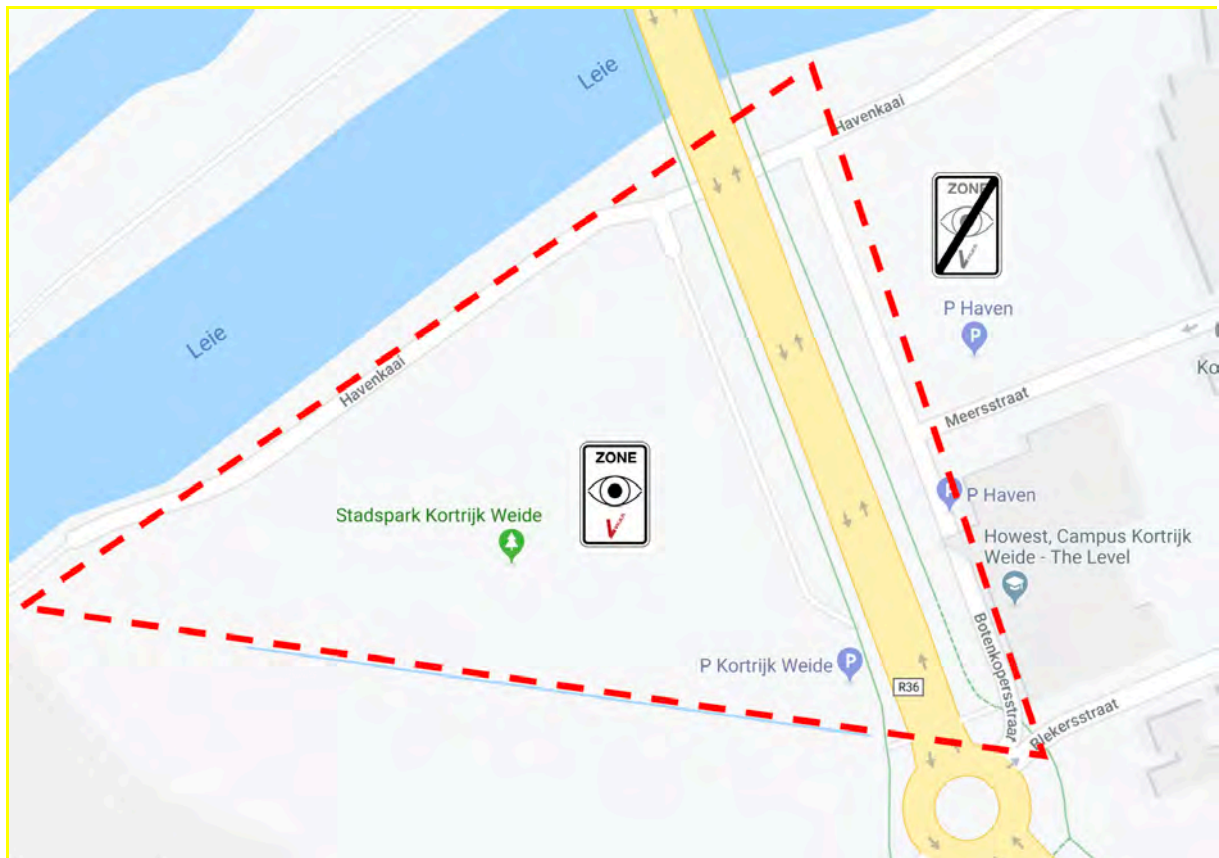 Leie
Havenkaai
ZONE
P Haven
Leie
Meersstraat
Havenkaai
ZONE
Stadspark Kortrijk Weide
P Haven
Howest, Campus Kortrijk
Weide - The Level
Botenkopersstraat
P Kortrijk Weide
R36
Blekersstraat